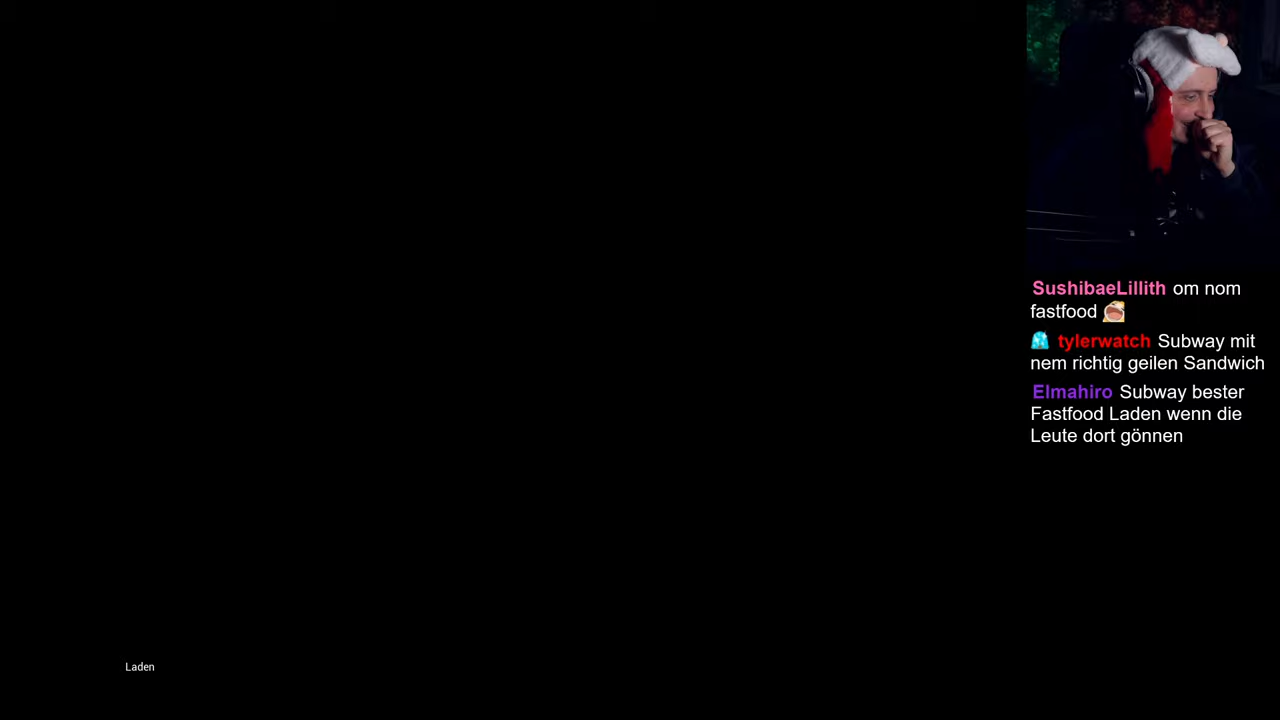 SushibaeLillith om nom
fastfood
tylerwatch Subway mit
nem richtig geilen Sandwich
Elmahiro Subway bester
Fastfood Laden wenn die
Leute dort gönnen
Laden